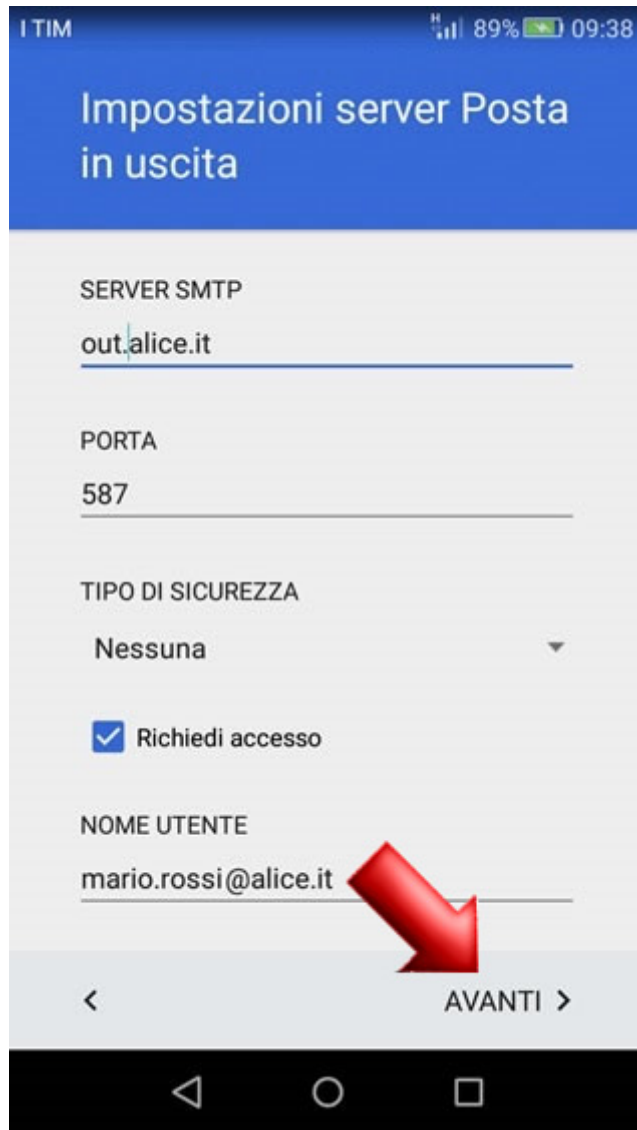 I TIM H 89% 09:38
Impostazioni server Posta
in uscita
SERVER SMTP
out.alice.it
PORTA
587
TIPO DI SICUREZZA
Nessuna
Richiedi accesso
NOME UTENTE
mario.rossi@alice.it
AVANTI